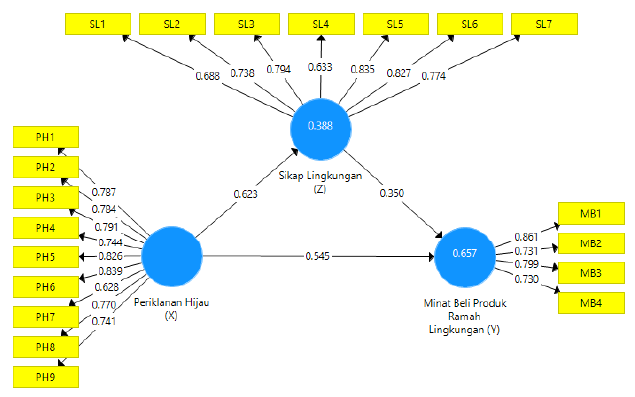 SL1 SL2 SL3 SL4 SL5 SL6 SL7
0.688 0.738 0.794 0.633 0.835 0.827 0.774
0.388
Sikap Lingkungan
(Z)
PH1
PH2
PH3
PH4
PH5
PH6
PH7
PH8
PH9
0.787
0.784
0.791
0.744
0.826
0.839
0.628
0.770
0.741
Periklanan Hijau
(X)
0.623
0.350
0.545
0.657
Minat Beli Produk
Ramah
Lingkungan (Y)
0.861
0.731
0.799
0.730
MB1
MB2
MB3
MB4